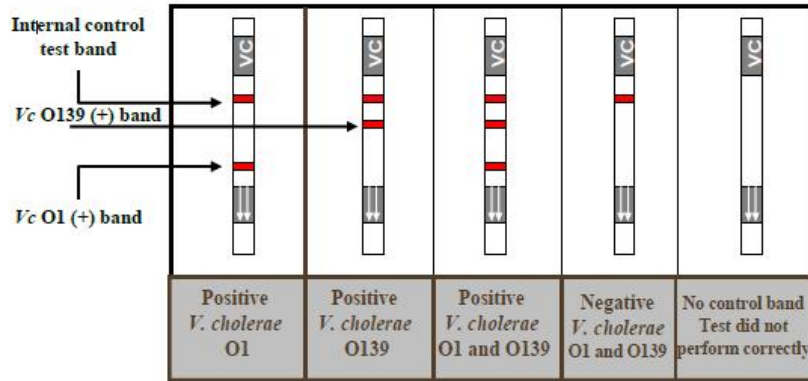 Internal control
test band
Vc O139 (+) band
Vc O1 (+) band
VC
VC
VC
VC
VC
Positive
V. cholerae
O1
Positive
V. cholerae
O139
Positive
V. cholerae
O1 and O139
Negative
V. cholerae
O1 and O139
No control band
Test did not
perform correctly